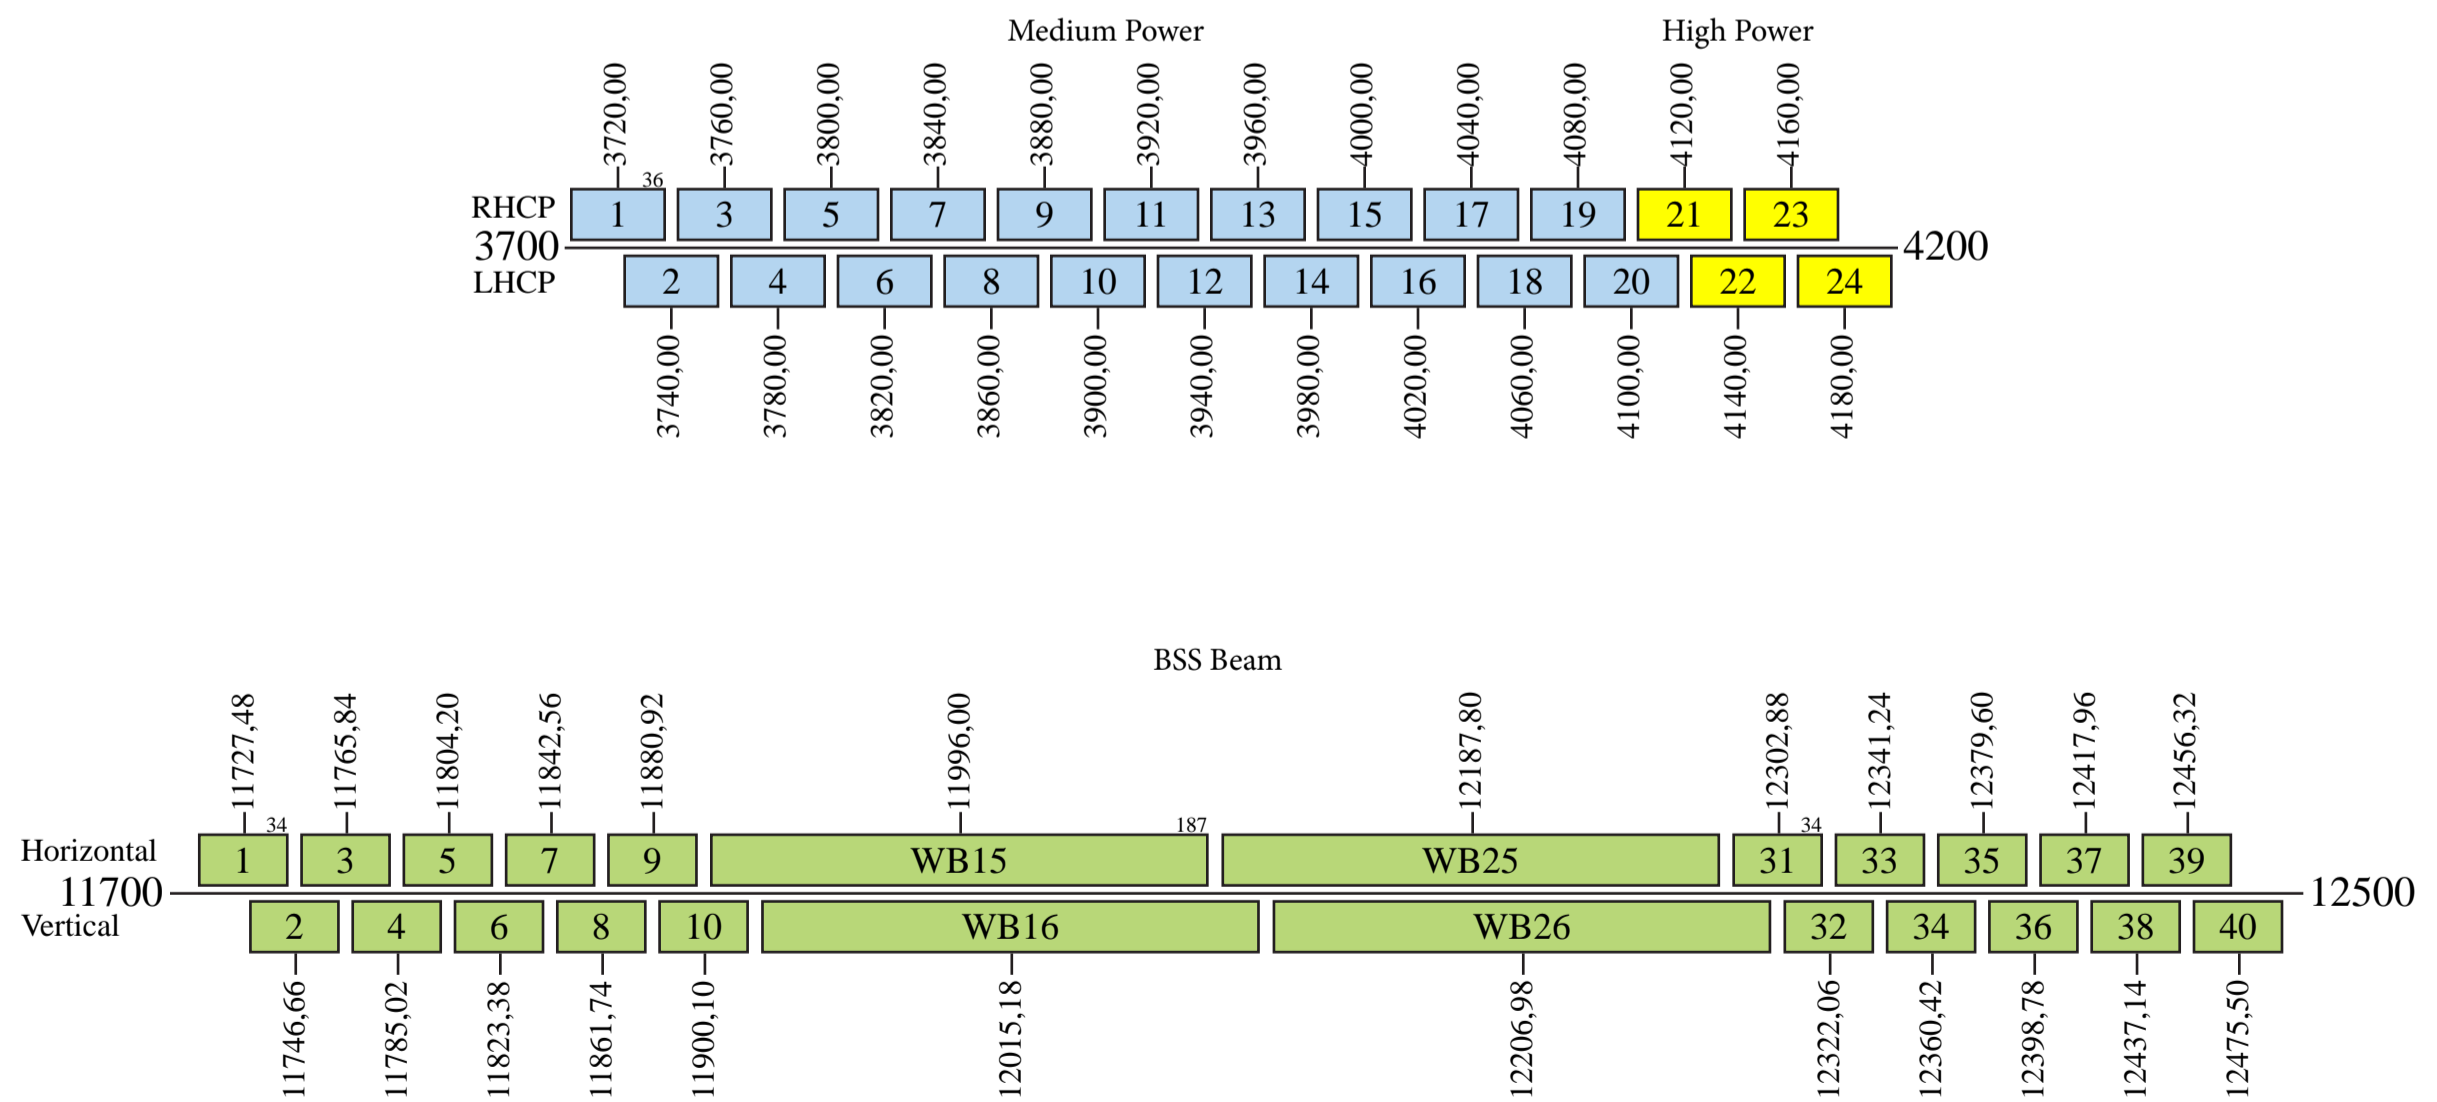 Medium Power High Power
3720,00 3760,00 3800,00 3840,00 3880,00 3920,00 3960,00 4000,00 4040,00 4080,00 4120,00 4160,00
36
RHCP 1 3 5 7 9 11 13 15 17 19 21 23
3700 4200
LHCP 2 4 6 8 10 12 14 16 18 20 22 24
3740,00 3780,00 3820,00 3860,00 3900,00 3940,00 3980,00 4020,00 4060,00 4100,00 4140,00 4180,00
BSS Beam
11727,48 11765,84 11804,20 11842,56 11880,92 11996,00 12187,80 12302,88 12341,24 12379,60 12417,96 12456,32
34 187 34
Horizontal 1 3 5 7 9 WB15 WB25 31 33 35 37 39
11700 12500
Vertical 2 4 6 8 10 WB16 WB26 32 34 36 38 40
11746,66 11785,02 11823,38 11861,74 11900,10 12015,18 12206,98 12322,06 12360,42 12398,78 12437,14 12475,50